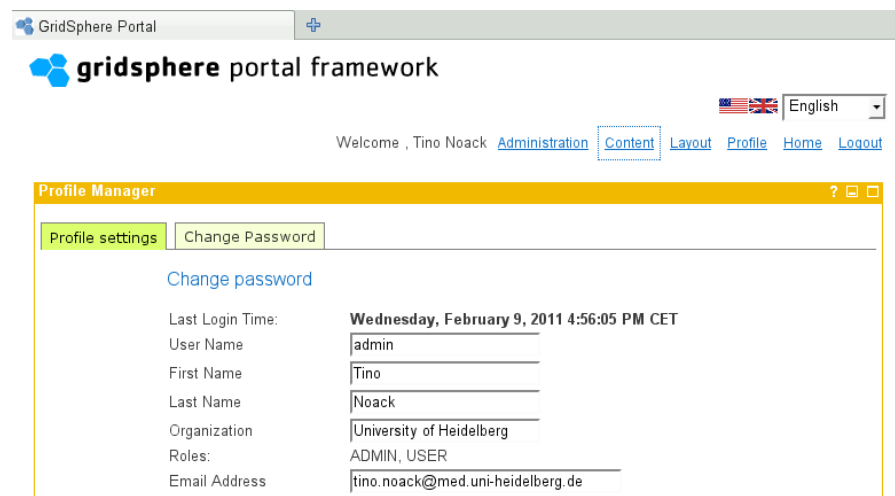 GridSphere Portal
gridsphere portal framework
English
Welcome , Tino Noack Administration Content Layout Profile Home Logout
Profile Manager ?
Profile settings Change Password
Change password
Last Login Time: Wednesday, February 9, 2011 4:56:05 PM CET
User Name admin
First Name Tino
Last Name Noack
Organization University of Heidelberg
Roles: ADMIN, USER
Email Address tino.noack@med.uni-heidelberg.de